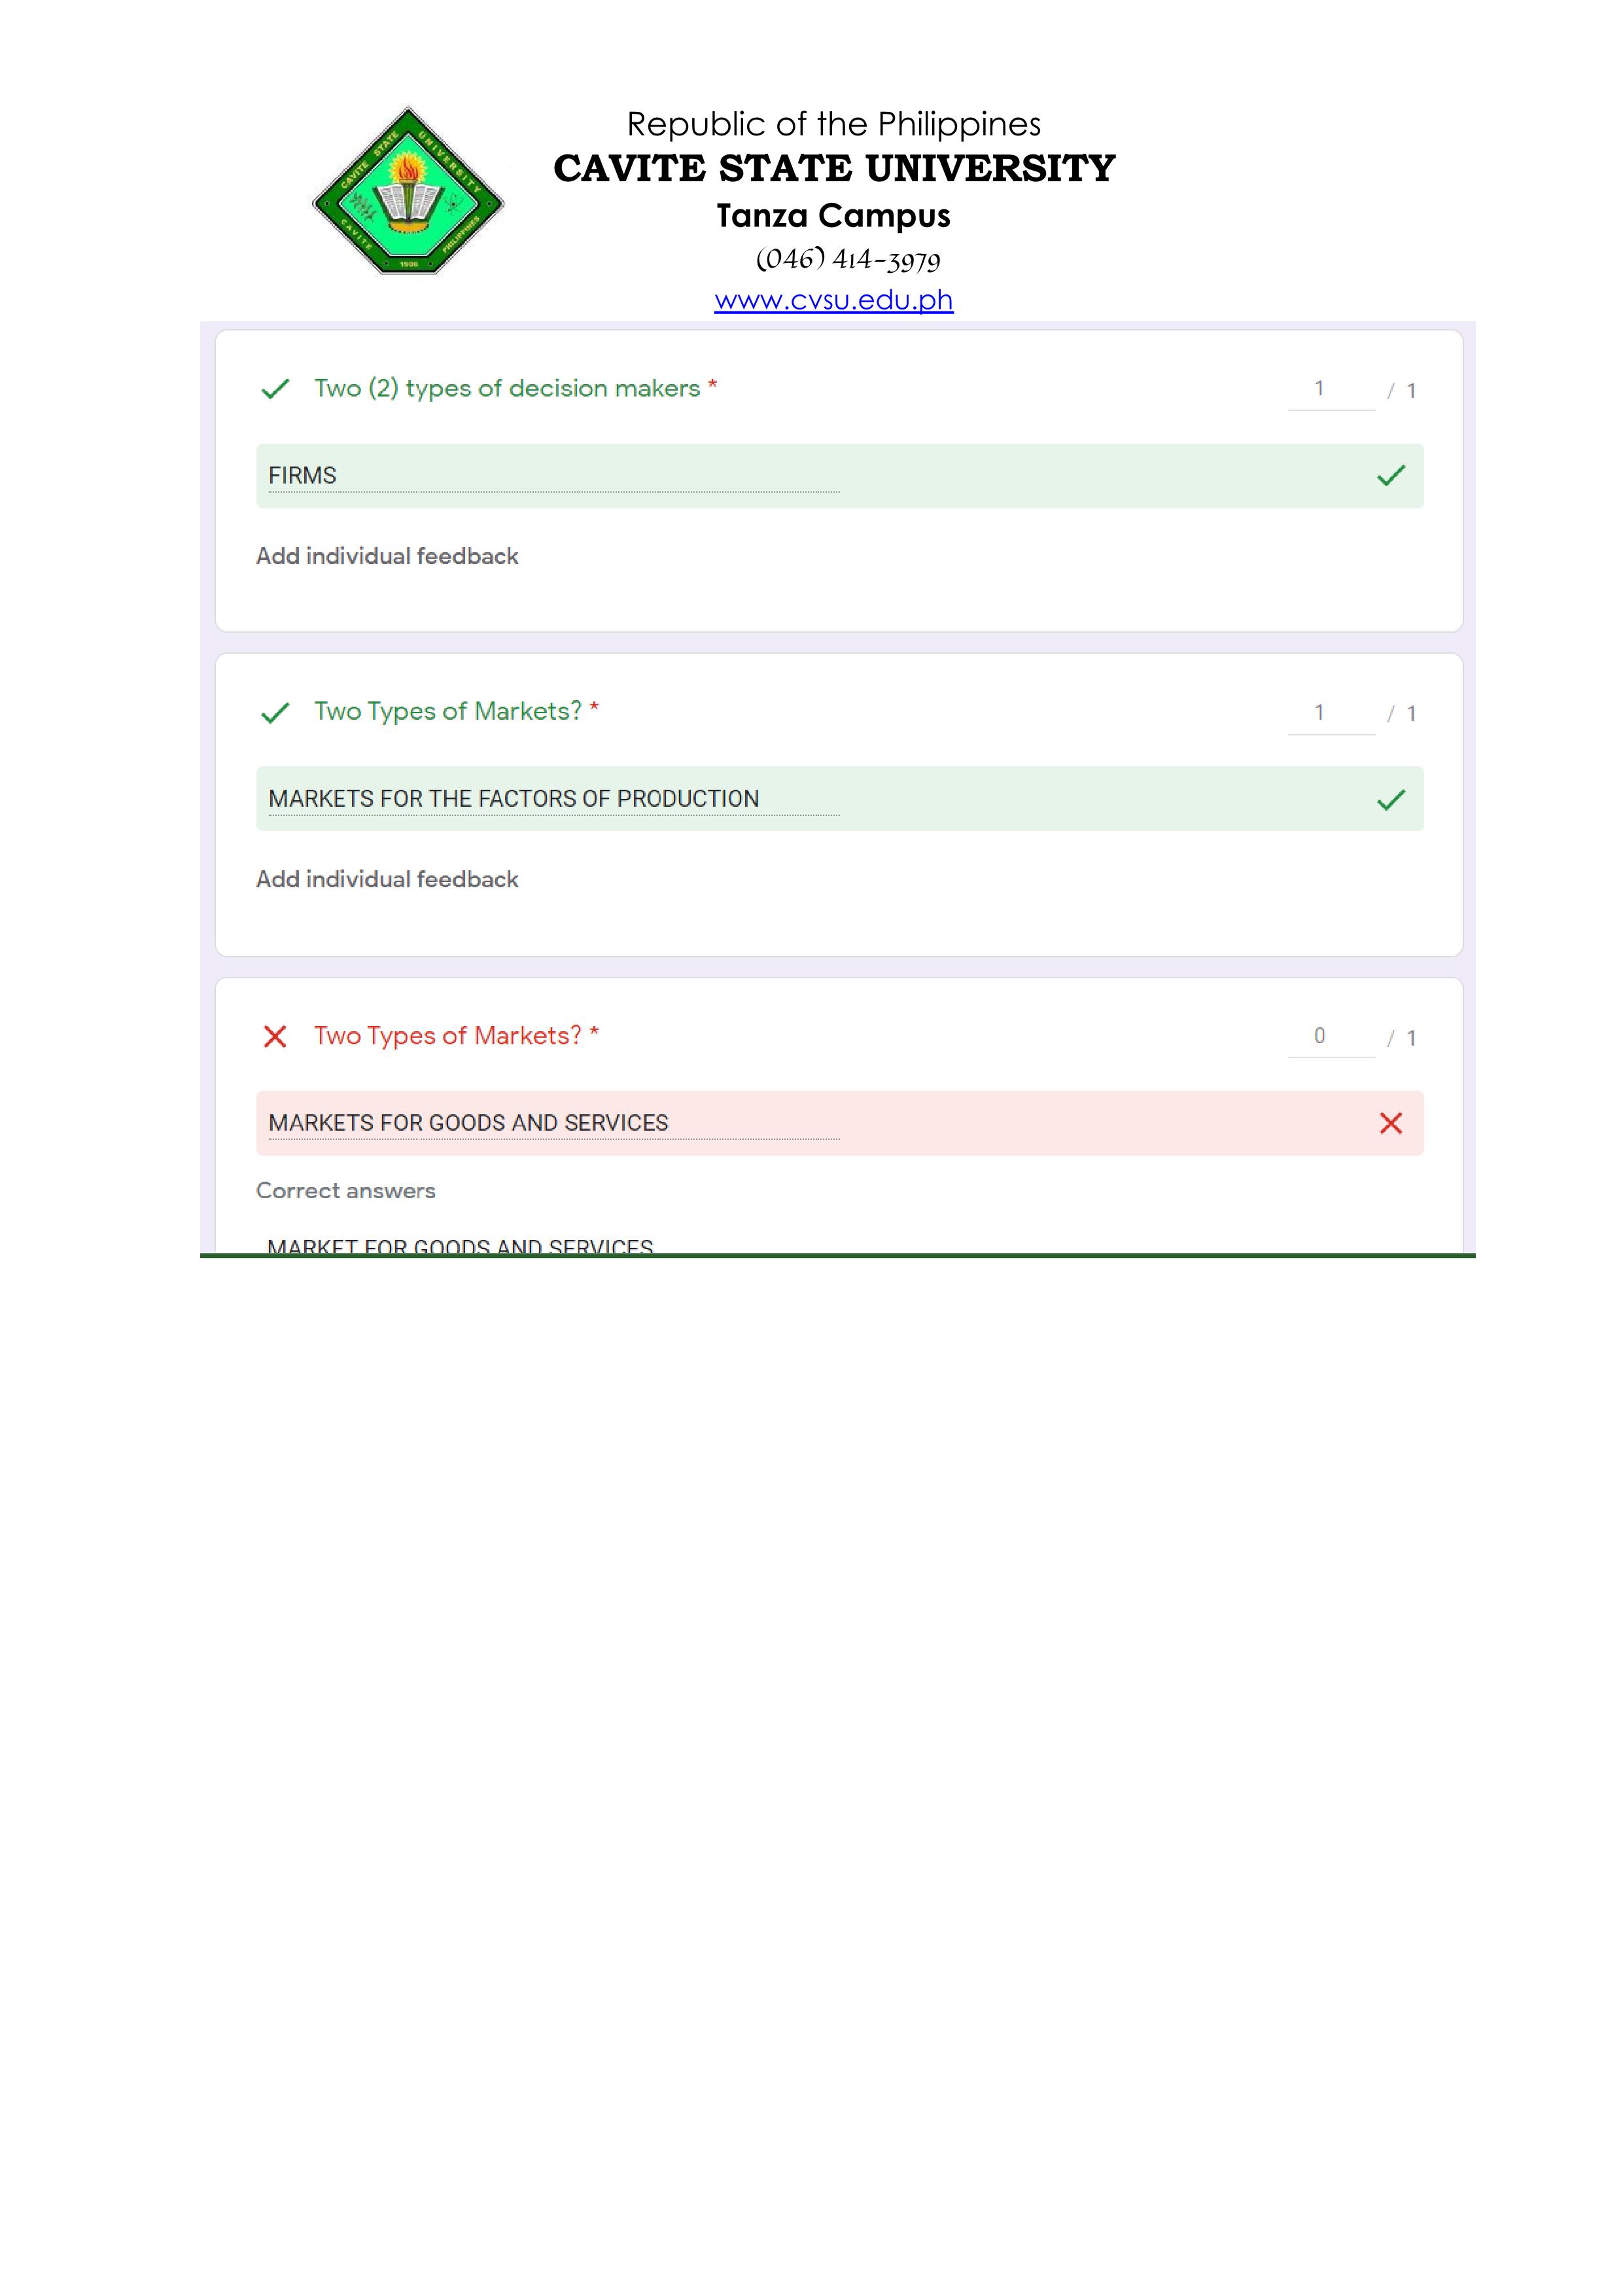 CAVITE STATE UNIVERSITY
CAVITE PHILIPPINES
1906
Republic of the Philippines
CAVITE STATE UNIVERSITY
Tanza Campus
(046) 414-3979
www.cvsu.edu.ph
Two (2) types of decision makers *
1 / 1
FIRMS
Add individual feedback
Two Types of Markets? *
1 / 1
MARKETS FOR THE FACTORS OF PRODUCTION
Add individual feedback
Two Types of Markets? *
0 / 1
MARKETS FOR GOODS AND SERVICES
Correct answers
MARKET FOR GOODS AND SERVICES